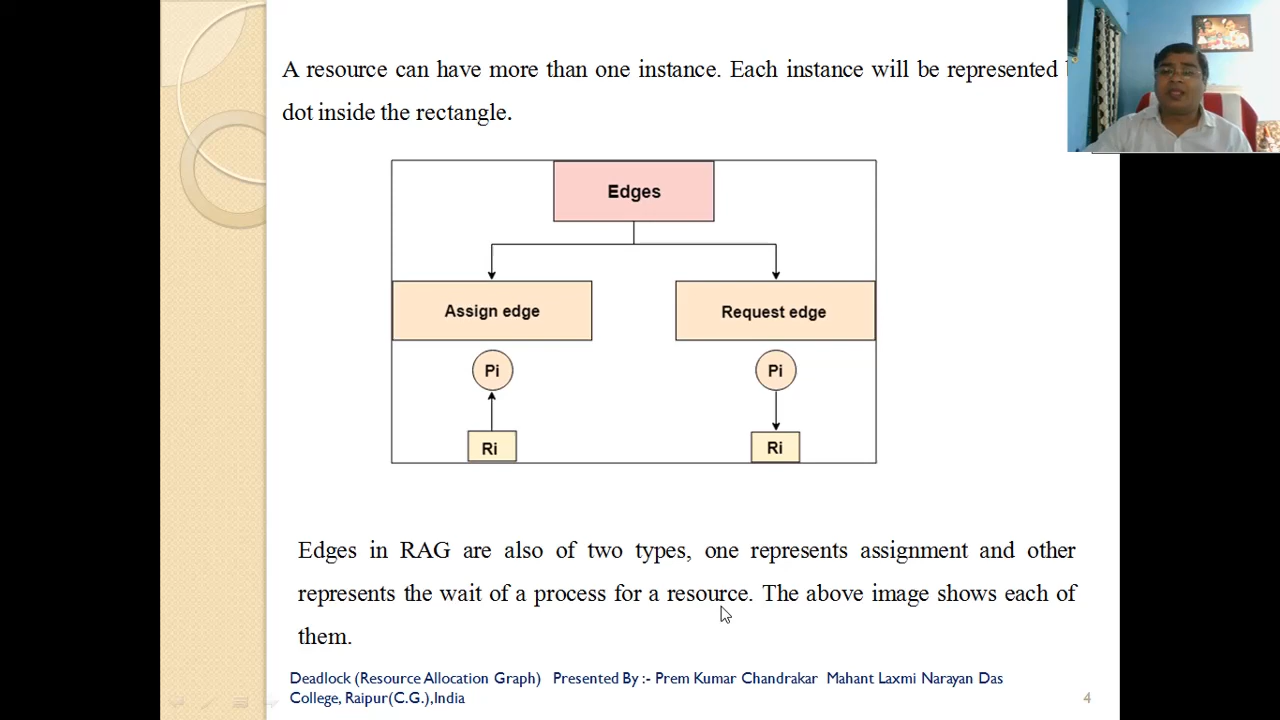 A resource can have more than one instance. Each instance will be represented
dot inside the rectangle.
Edges
Assign edge
Request edge
Pi
Pi
Ri
Ri
Edges in RAG are also of two types, one represents assignment and other
represents the wait of a process for a resource. The above image shows each of
them.
Deadlock (Resource Allocation Graph) Presented By :- Prem Kumar Chandrakar Mahant Laxmi Narayan Das
College, Raipur(C.G.),India
4